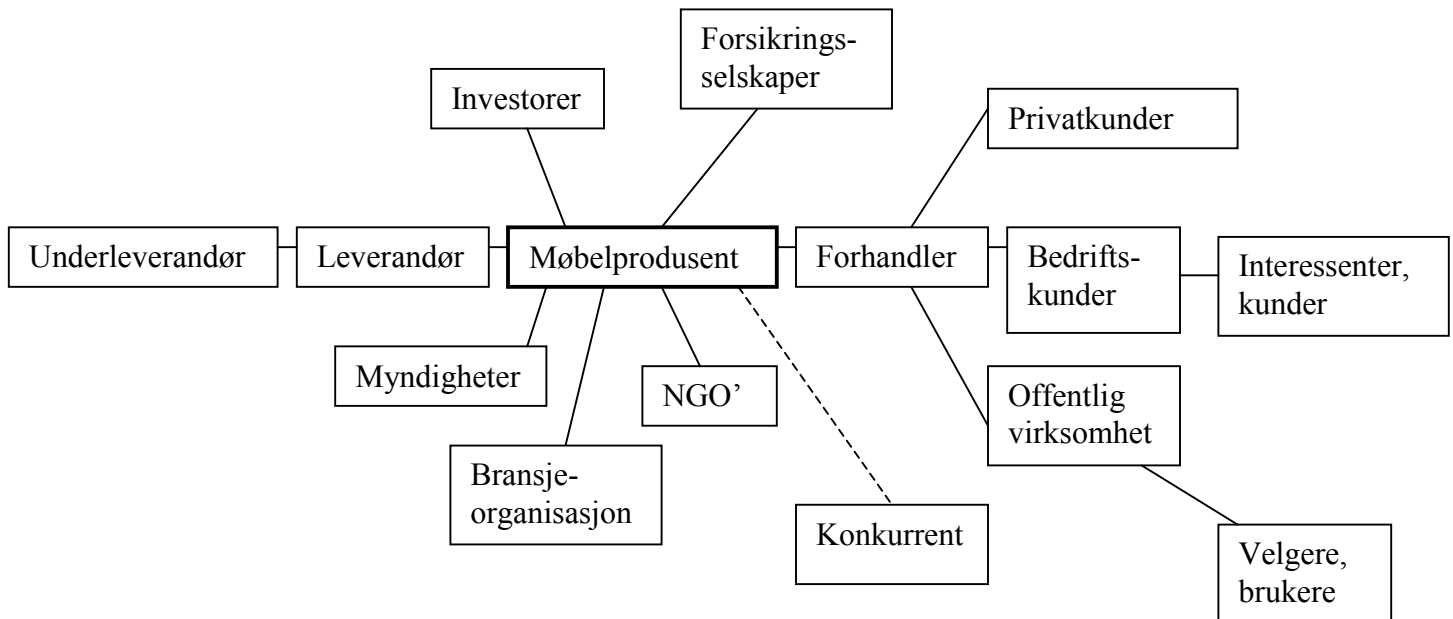 Forsikrings-
selskaper
Investorer
Privatkunder
Underleverandør
Leverandør
Møbelprodusent
Forhandler
Bedrifts-
kunder
Interessenter,
kunder
Myndigheter
NGO’
Offentlig
virksomhet
Bransje-
organisasjon
Konkurrent
Velgere,
brukere